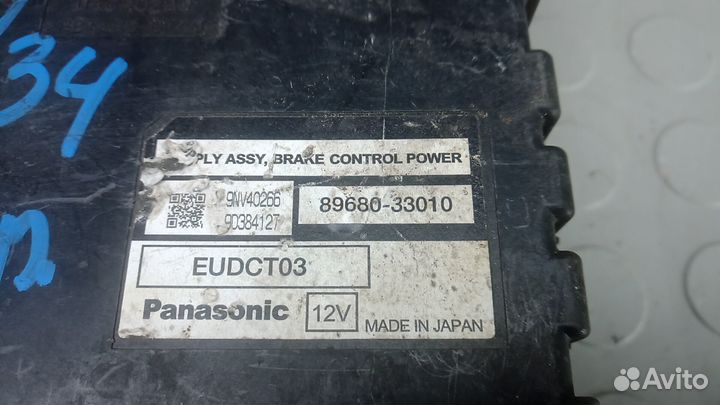 34
PLY ASSY, BRAKE CONTROL POWER
9NV40266
9D384127
89680-33010
EUDCT03
Panasonic
12V
MADE IN JAPAN
Avito